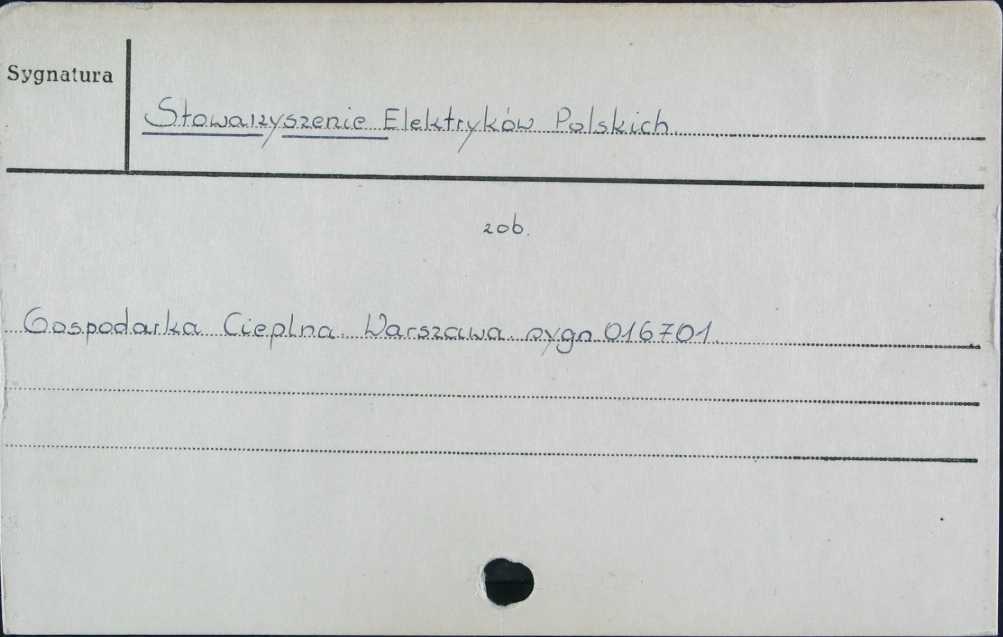 Sygnatura
Stowarzyszenie Elektryków Polskich
zob.
Gospodarka Cieplna. Warszawa. sygn. 016701.